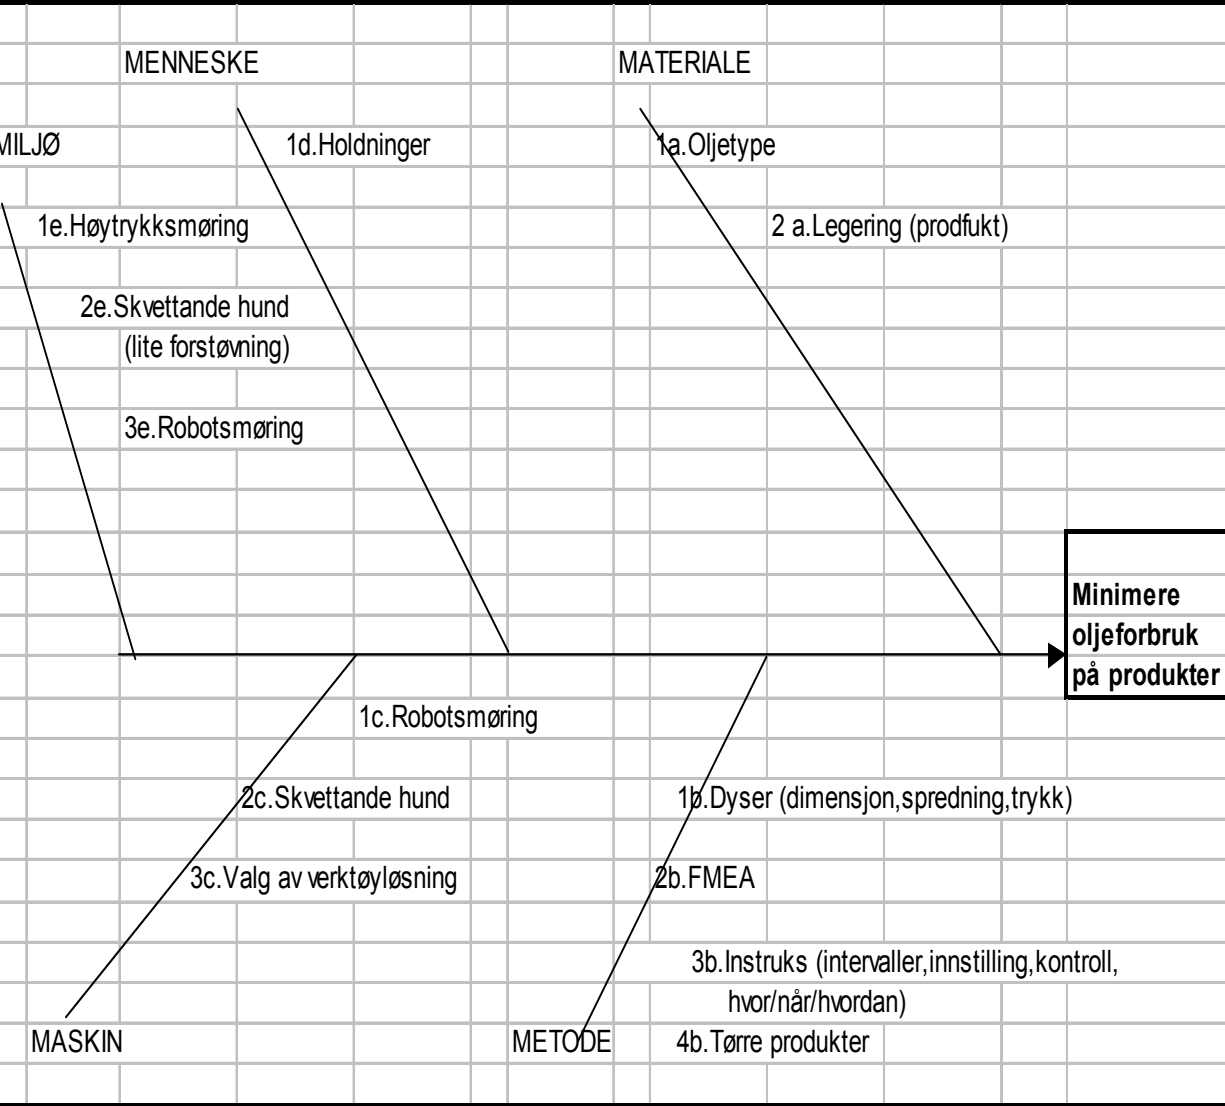 MENNESKE
MATERIALE
MILJØ
1d.Holdninger
1a.Oljetype
1e.Høytrykksmøring
2 a.Legering (prodfukt)
2e.Skvettande hund
(lite forstøvning)
3e.Robotsmøring
Minimere
oljeforbruk
på produkter
1c.Robotsmøring
2c.Skvettande hund
1b.Dyser (dimensjon,spredning,trykk)
3c.Valg av verktøyløsning
2b.FMEA
3b.Instruks (intervaller,innstilling,kontroll,
hvor/når/hvordan)
MASKIN
METODE
4b.Tørre produkter